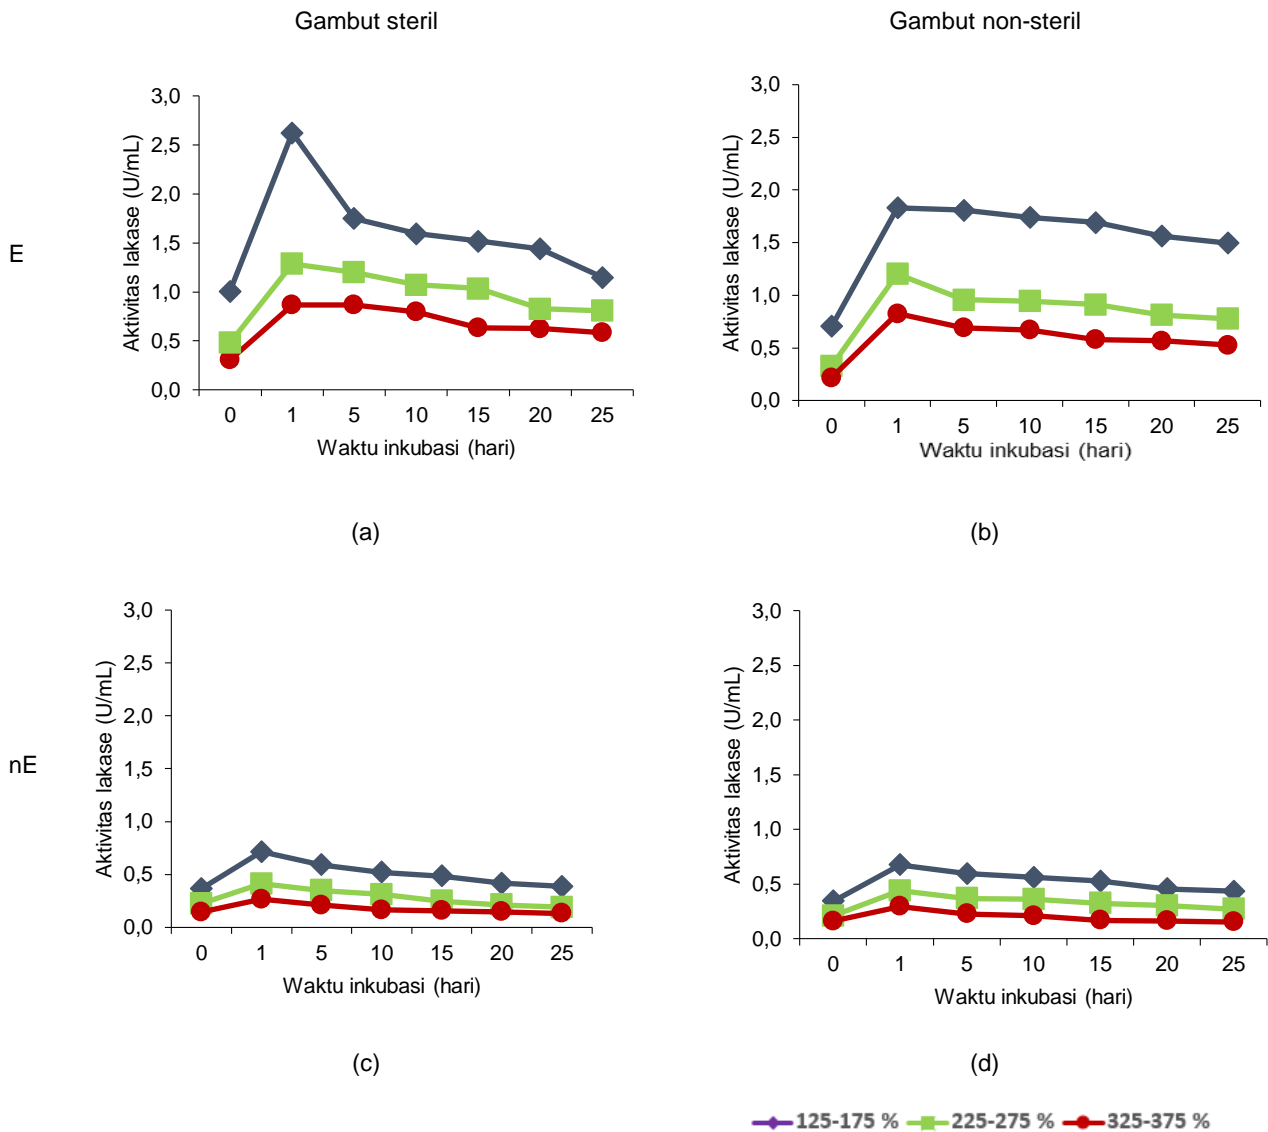 Gambut steril
Gambut non-steril
E
Aktivitas lakase (U/mL)
3,0
2,5
2,0
1,5
1,0
0,5
0,0
0 1 5 10 15 20 25
Waktu inkubasi (hari)
(a)
Aktivitas lakase (U/mL)
3,0
2,5
2,0
1,5
1,0
0,5
0,0
0 1 5 10 15 20 25
Waktu inkubasi (hari)
(b)
nE
Aktivitas lakase (U/mL)
3,0
2,5
2,0
1,5
1,0
0,5
0,0
0 1 5 10 15 20 25
Waktu inkubasi (hari)
(c)
Aktivitas lakase (U/mL)
3,0
2,5
2,0
1,5
1,0
0,5
0,0
0 1 5 10 15 20 25
Waktu inkubasi (hari)
(d)
125-175 % 225-275 % 325-375 %